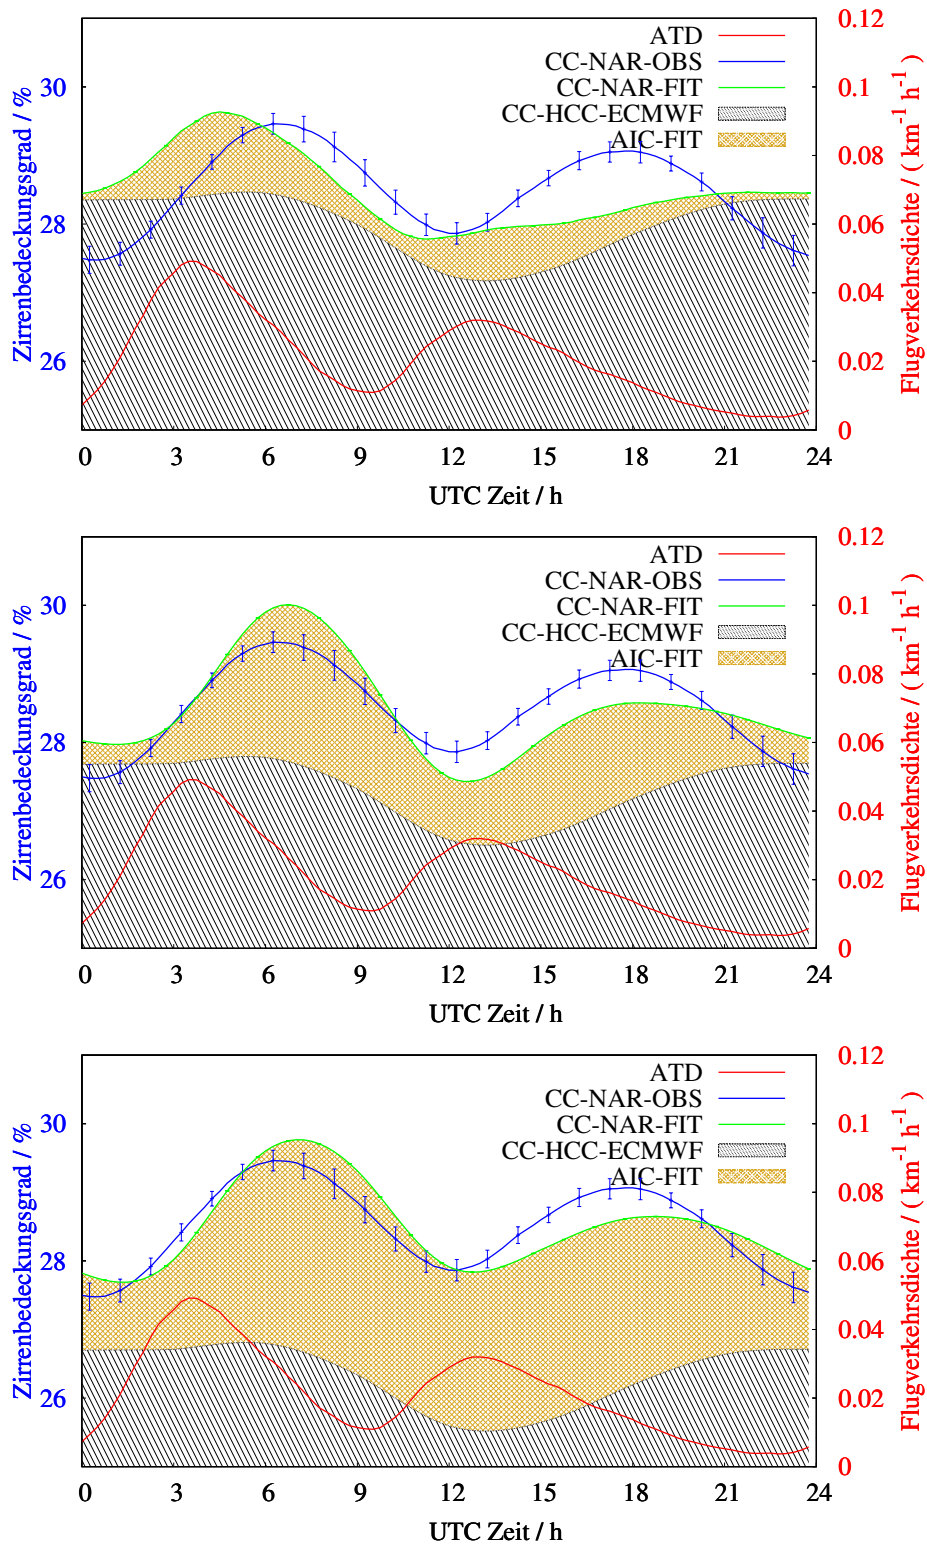 0.12
ATD
CC-NAR-OBS
30
0.1
CC-NAR-FIT
CC-HCC-ECMWF
AIC-FIT
0.08
28
0.06
0.04
26
0.02
0
Zirrenbedeckungsgrad / %
Flugverkehrsdichte / ( km⁻¹ h⁻¹ )
0 3 6 9 12 15 18 21 24
UTC Zeit / h
0.12
ATD
CC-NAR-OBS
30
0.1
CC-NAR-FIT
CC-HCC-ECMWF
AIC-FIT
0.08
28
0.06
0.04
26
0.02
0
Zirrenbedeckungsgrad / %
Flugverkehrsdichte / ( km⁻¹ h⁻¹ )
0 3 6 9 12 15 18 21 24
UTC Zeit / h
0.12
ATD
CC-NAR-OBS
30
0.1
CC-NAR-FIT
CC-HCC-ECMWF
AIC-FIT
0.08
28
0.06
0.04
26
0.02
0
Zirrenbedeckungsgrad / %
Flugverkehrsdichte / ( km⁻¹ h⁻¹ )
0 3 6 9 12 15 18 21 24
UTC Zeit / h